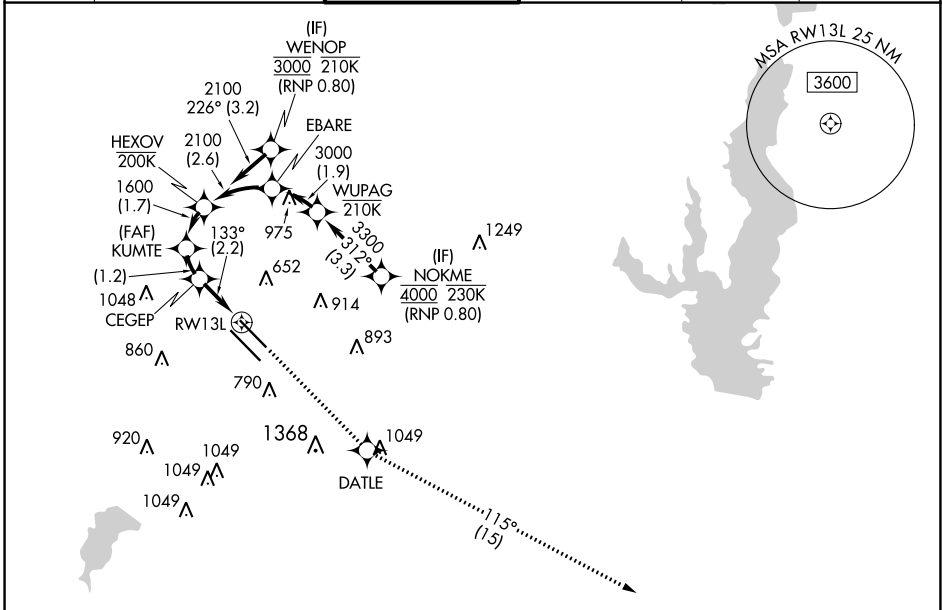 (IF)
WENOP
3000 210K
(RNP 0.80)
MSA RW13L 25 NM
3600
2100
226° (3.2)
EBARE
HEXOV
200K
2100
(2.6)
3000
(1.9)
1600
(1.7)
WUPAG
210K
(FAF)
KUMTE
133°
(2.2)
975
3300
312°
(3.3)
1249
(IF)
NOKME
4000 230K
(RNP 0.80)
(1.2)
652
1048
914
CEGEP
RW13L
893
860
790
1368
1049
920
1049
1049
DATLE
1049
115°
(15)